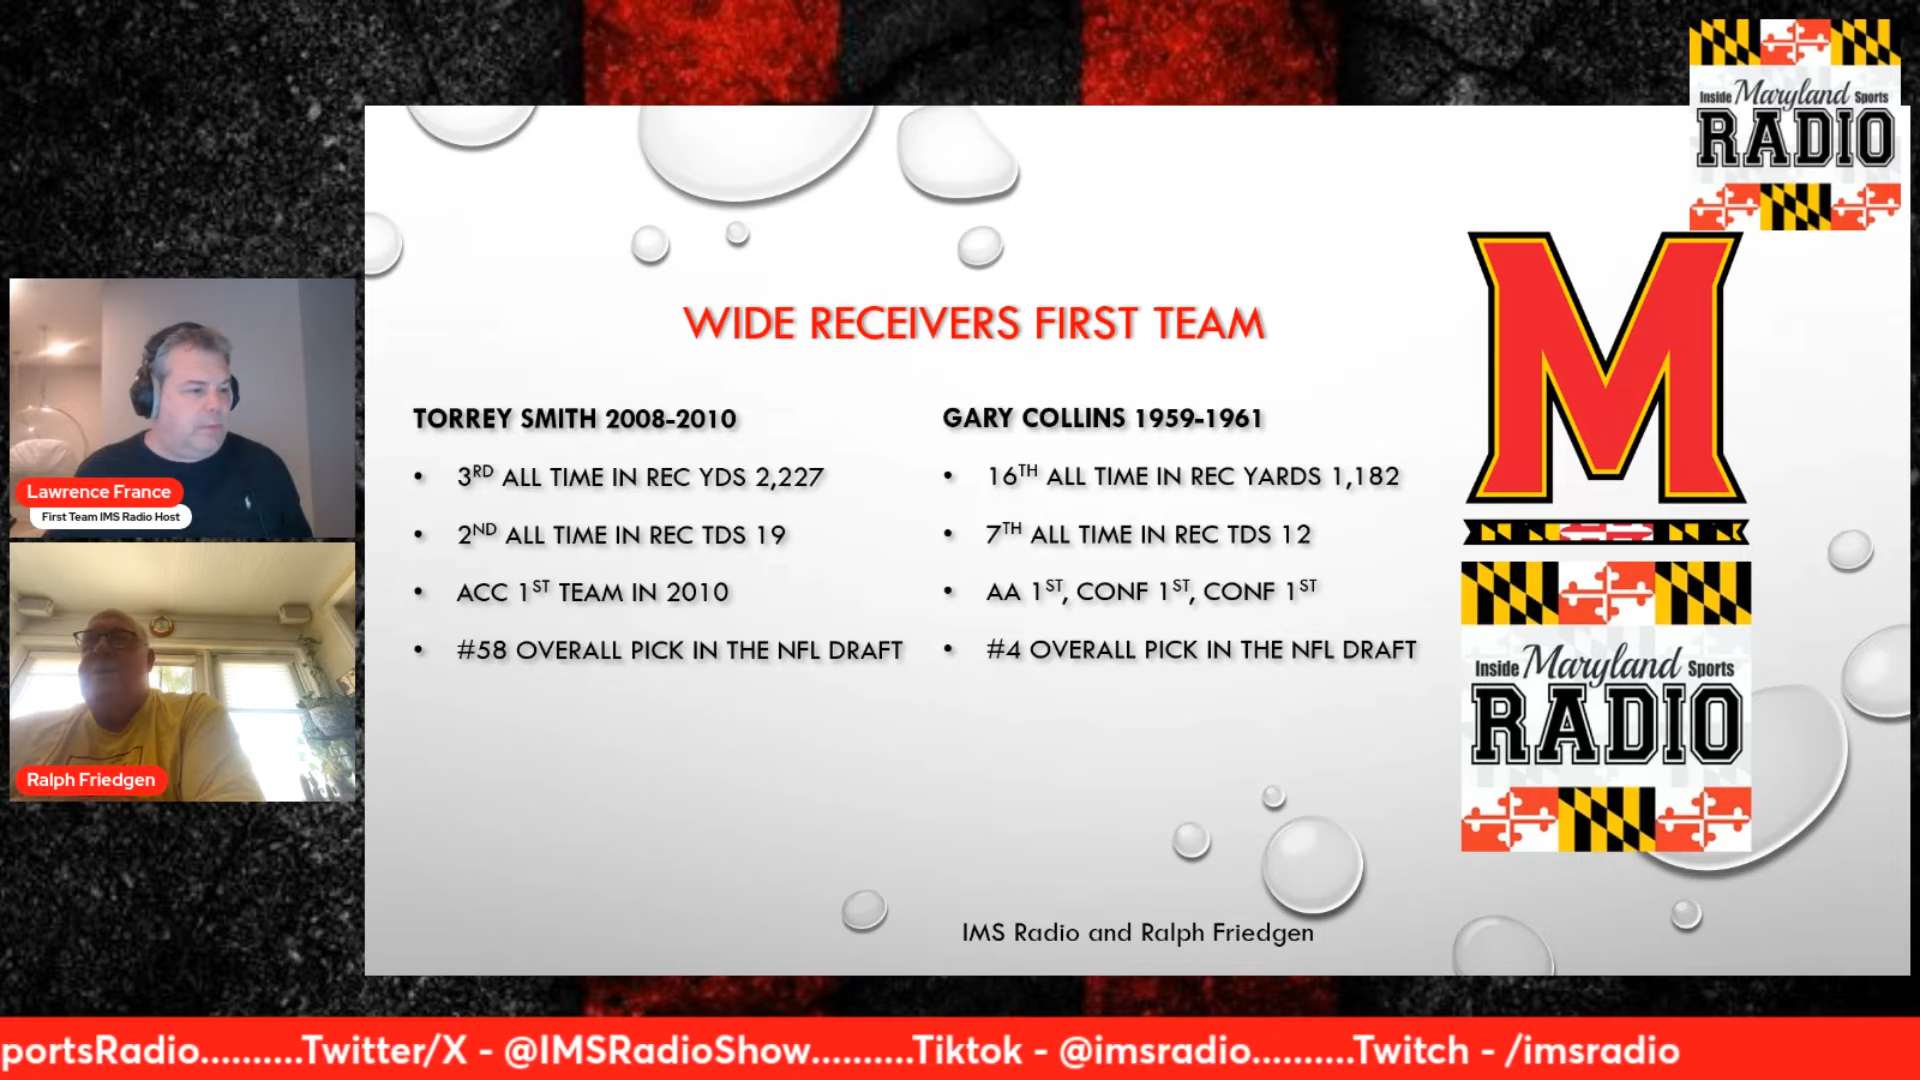 Inside Maryland Sports
RADIO
WIDE RECEIVERS FIRST TEAM
TORREY SMITH 2008-2010
• 3RD ALL TIME IN REC YDS 2,227
• 2ND ALL TIME IN REC TDS 19
• ACC 1ST TEAM IN 2010
• #58 OVERALL PICK IN THE NFL DRAFT
GARY COLLINS 1959-1961
• 16TH ALL TIME IN REC YARDS 1,182
• 7TH ALL TIME IN REC TDS 12
• AA 1ST, CONF 1ST, CONF 1ST
• #4 OVERALL PICK IN THE NFL DRAFT
M
Inside Maryland Sports
RADIO
Lawrence France
First Team IMS Radio Host
Ralph Friedgen
IMS Radio and Ralph Friedgen
portsRadio..........Twitter/X - @IMSRadioShow..........Tiktok - @imsradio..........Twitch - /imsradio